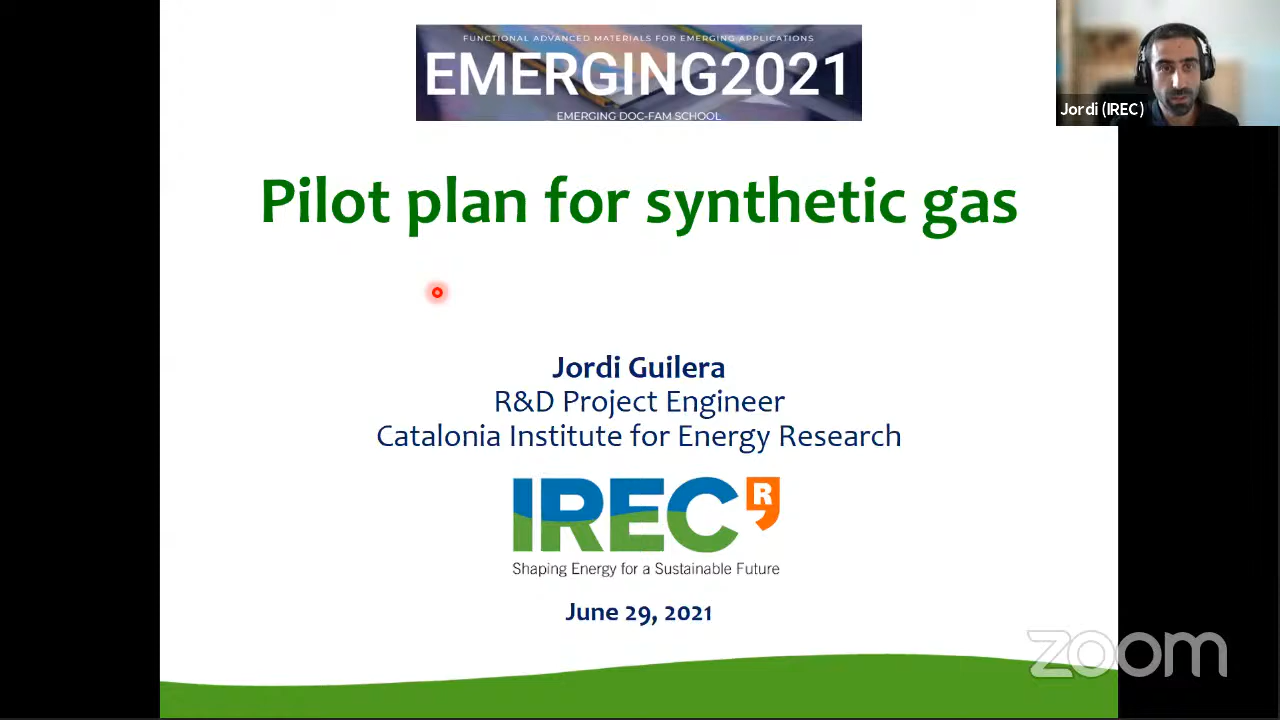 FUNCTIONAL ADVANCED MATERIALS FOR EMERGING APPLICATIONS
EMERGING2021
EMERGING DOC-FAM SCHOOL
Jordi (IREC)
Pilot plan for synthetic gas
Jordi Guilera
R&D Project Engineer
Catalonia Institute for Energy Research
IREC R
Shaping Energy for a Sustainable Future
June 29, 2021
zoom